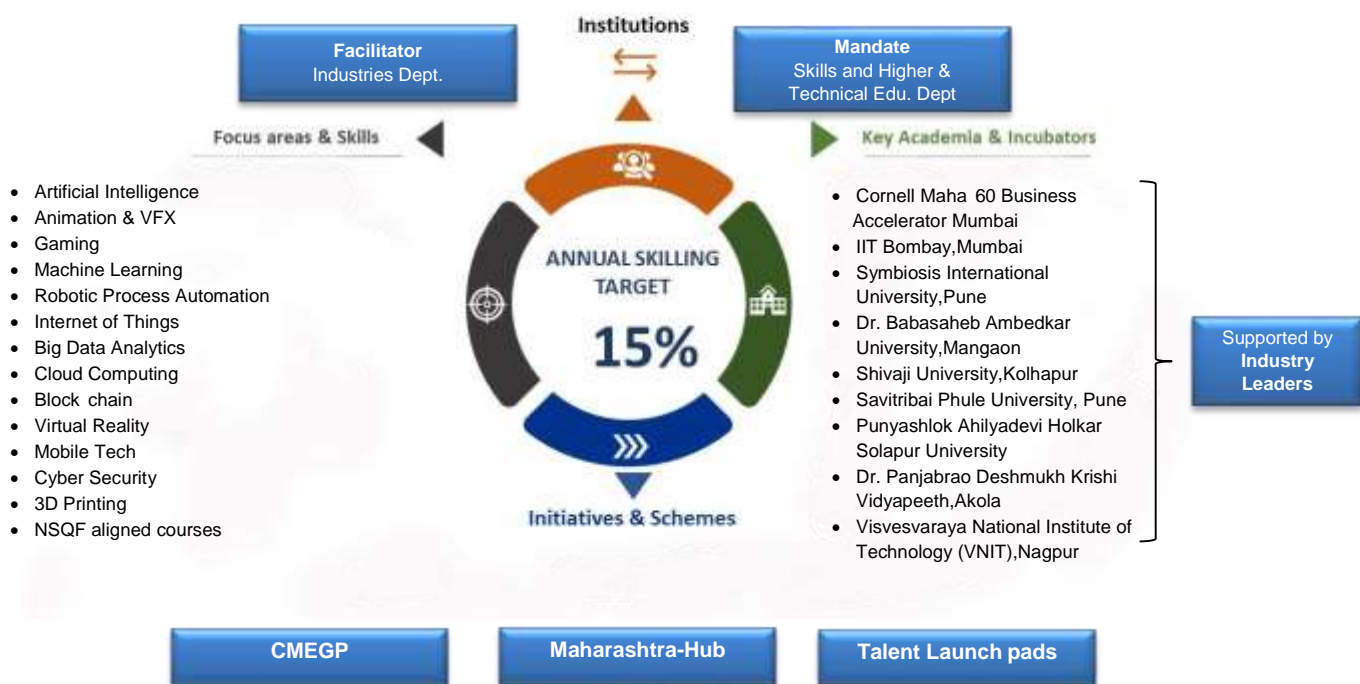 Institutions
Facilitator
Industries Dept.
Mandate
Skills and Higher &
Technical Edu. Dept
Focus areas & Skills
Key Academia & Incubators
• Artificial Intelligence
• Animation & VFX
• Gaming
• Machine Learning
• Robotic Process Automation
• Internet of Things
• Big Data Analytics
• Cloud Computing
• Block chain
• Virtual Reality
• Mobile Tech
• Cyber Security
• 3D Printing
• NSQF aligned courses
ANNUAL SKILLING
TARGET
15%
• Cornell Maha 60 Business
Accelerator Mumbai
• IIT Bombay,Mumbai
• Symbiosis International
University,Pune
• Dr. Babasaheb Ambedkar
University,Mangaon
• Shivaji University,Kolhapur
• Savitribai Phule University, Pune
• Punyashlok Ahilyadevi Holkar
Solapur University
• Dr. Panjabrao Deshmukh Krishi
Vidyapeeth,Akola
• Visvesvaraya National Institute of
Technology (VNIT),Nagpur
Supported by
Industry
Leaders
Initiatives & Schemes
CMEGP
Maharashtra-Hub
Talent Launch pads